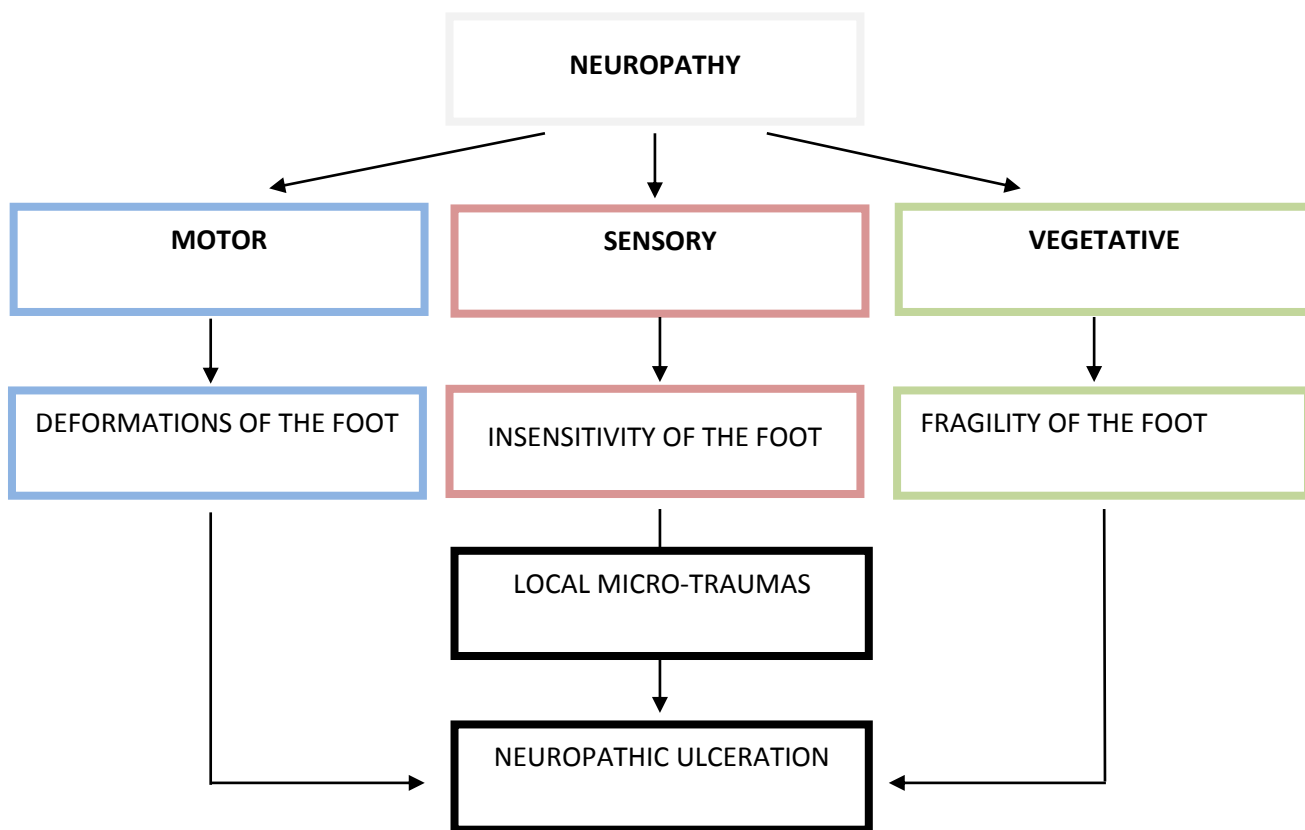 NEUROPATHY
MOTOR
SENSORY
VEGETATIVE
DEFORMATIONS OF THE FOOT
INSENSITIVITY OF THE FOOT
FRAGILITY OF THE FOOT
LOCAL MICRO-TRAUMAS
NEUROPATHIC ULCERATION